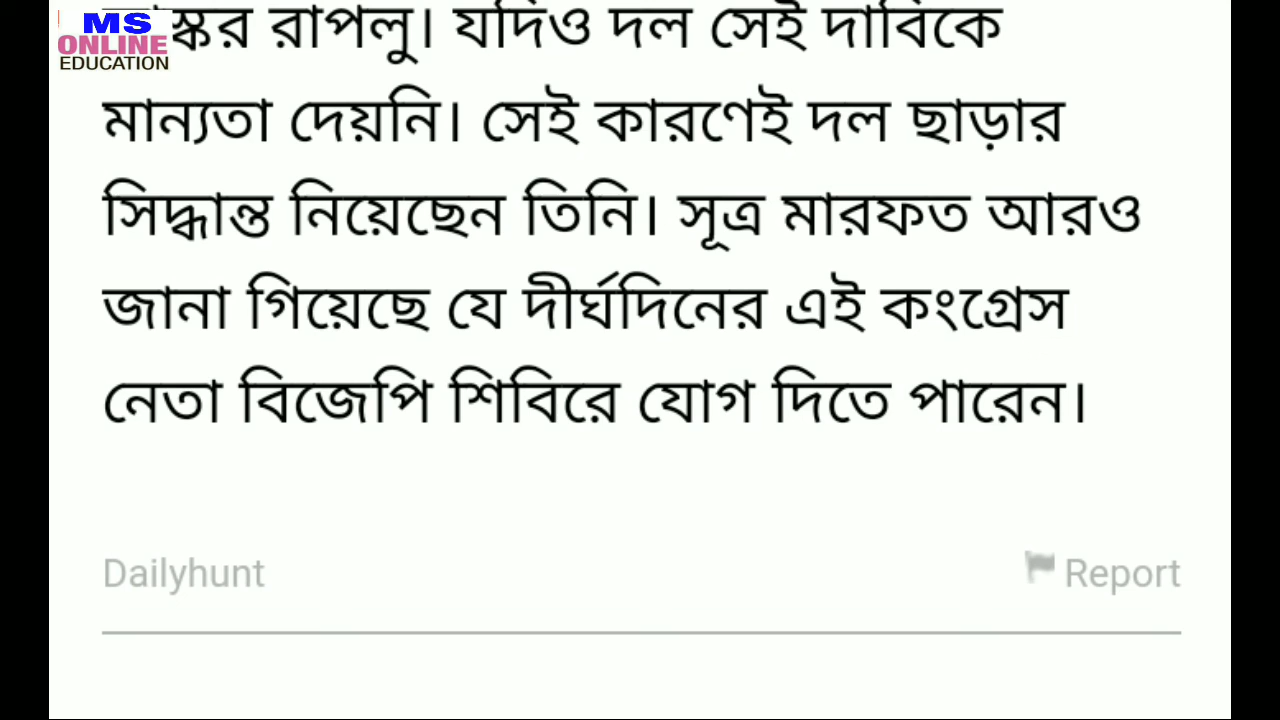 MS
ONLINE
EDUCATION
রাপলু। যদিও দল সেই দাবিকে
মান্যতা দেয়নি। সেই কারণেই দল ছাড়ার
সিদ্ধান্ত নিয়েছেন তিনি। সূত্র মারফত আরও
জানা গিয়েছে যে দীর্ঘদিনের এই কংগ্রেস
নেতা বিজেপি শিবিরে যোগ দিতে পারেন।
Dailyhunt
Report